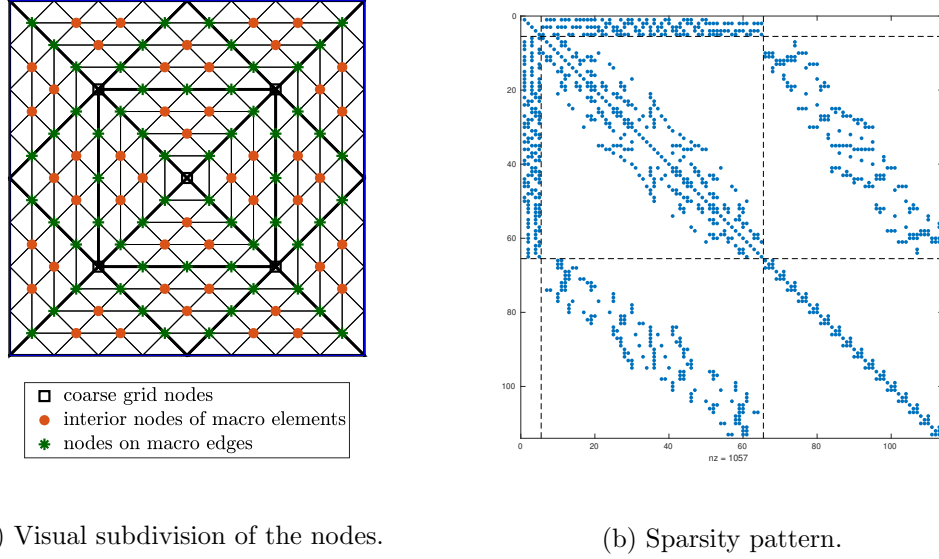 coarse grid nodes
interior nodes of macro elements
nodes on macro edges
) Visual subdivision of the nodes.
0
20
40
60
80
100
0
20
40
60
80
100
nz = 1057
(b) Sparsity pattern.